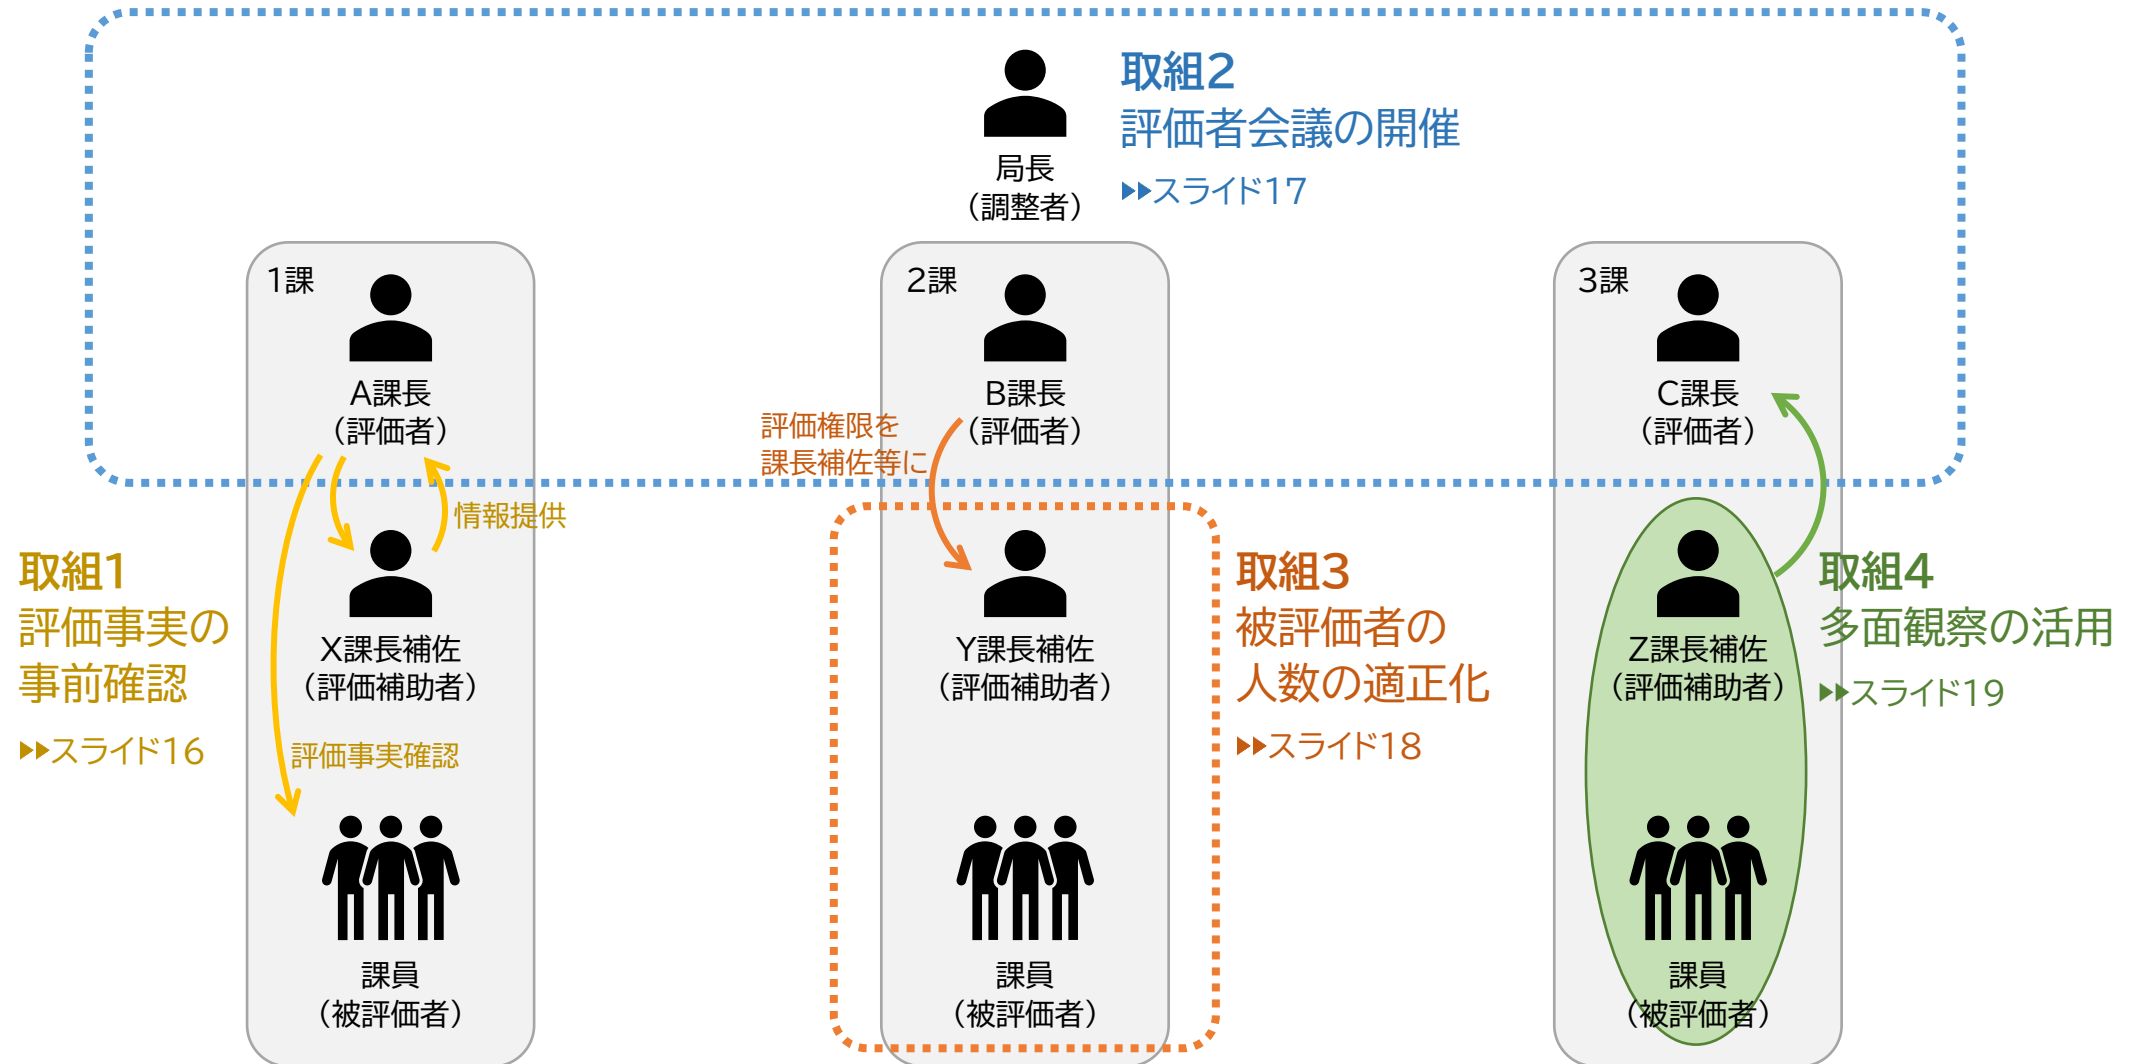 取組2
評価者会議の開催
▶▶スライド17
局長
（調整者）
1課
A課長
（評価者）
情報提供
X課長補佐
（評価補助者）
評価事実確認
課員
（被評価者）
取組1
評価事実の
事前確認
▶▶スライド16
2課
B課長
（評価者）
評価権限を
課長補佐等に
Y課長補佐
（評価補助者）
課員
（被評価者）
取組3
被評価者の
人数の適正化
▶▶スライド18
3課
C課長
（評価者）
Z課長補佐
（評価補助者）
課員
（被評価者）
取組4
多面観察の活用
▶▶スライド19